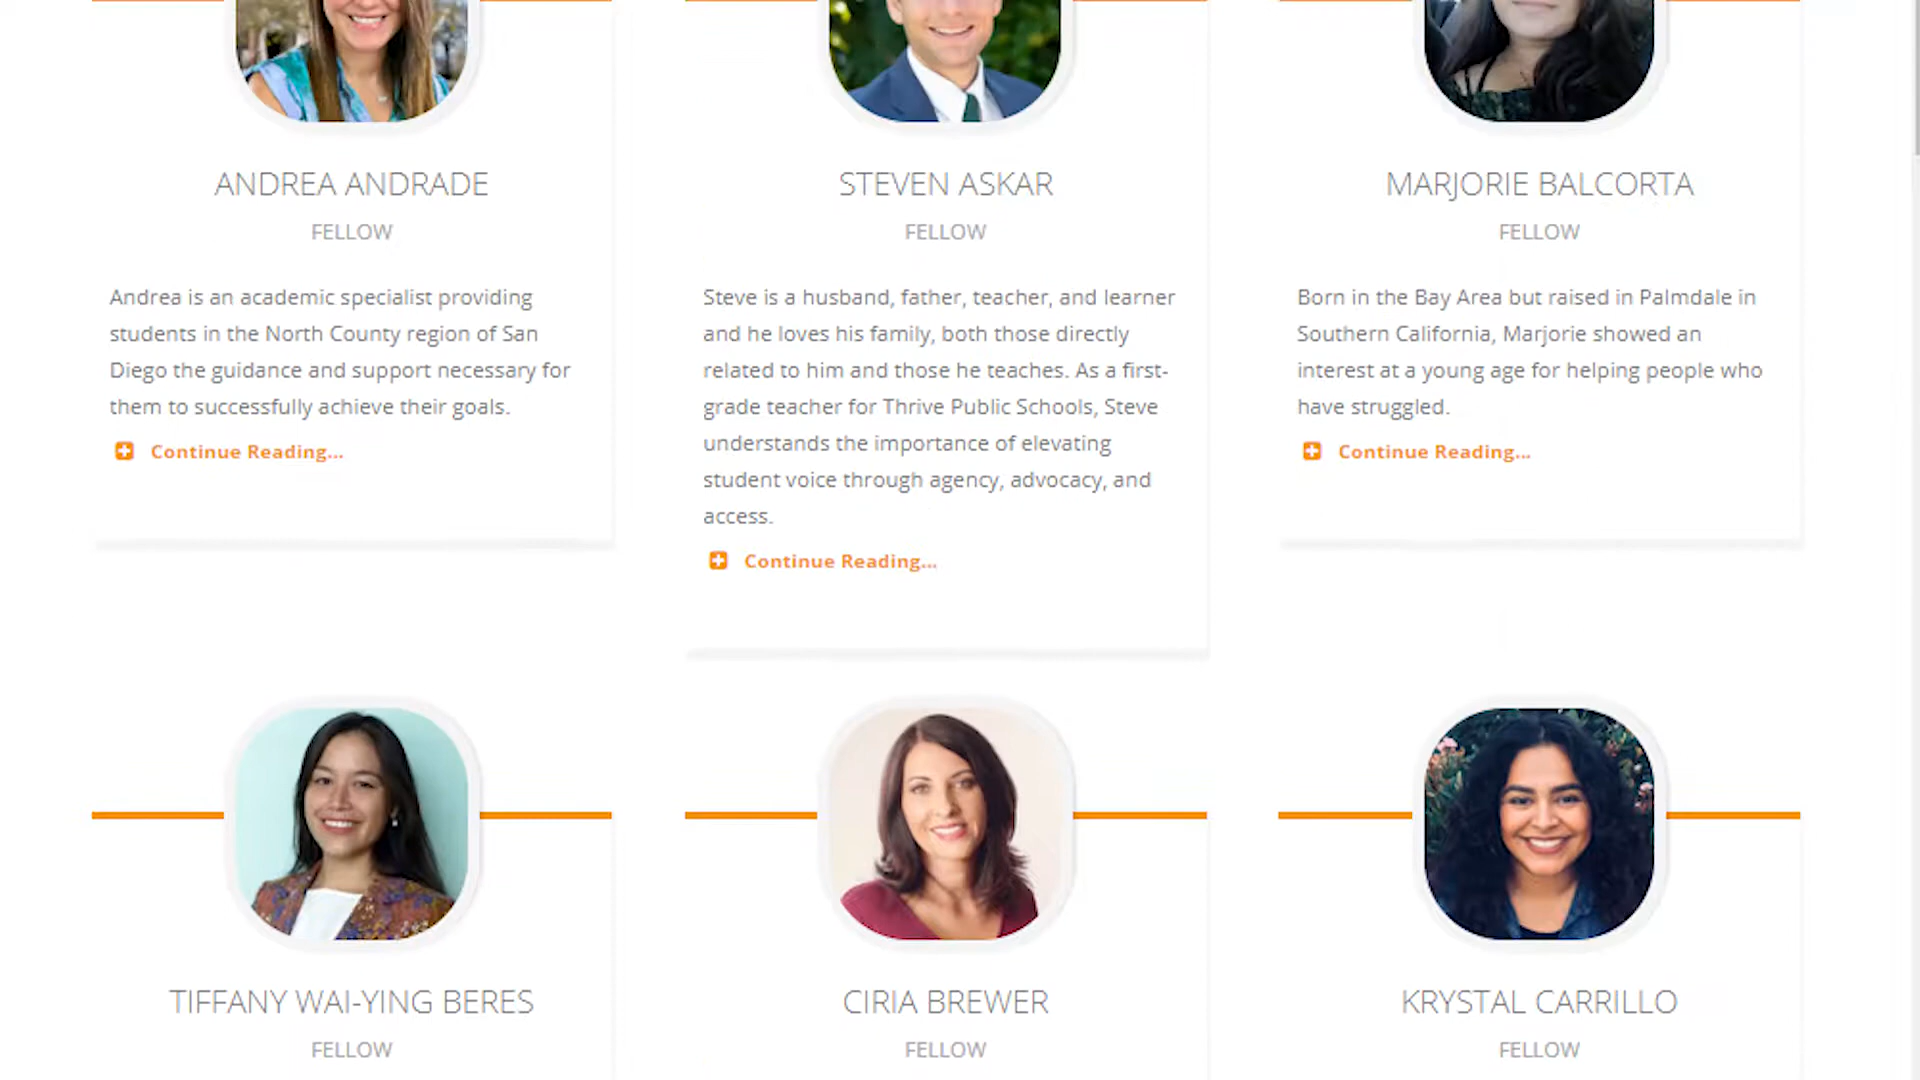 ANDREA ANDRADE
FELLOW
Andrea is an academic specialist providing
students in the North County region of San
Diego the guidance and support necessary for
them to successfully achieve their goals.
Continue Reading...
STEVEN ASKAR
FELLOW
Steve is a husband, father, teacher, and learner
and he loves his family, both those directly
related to him and those he teaches. As a first-
grade teacher for Thrive Public Schools, Steve
understands the importance of elevating
student voice through agency, advocacy, and
access.
Continue Reading...
MARJORIE BALCORTA
FELLOW
Born in the Bay Area but raised in Palmdale in
Southern California, Marjorie showed an
interest at a young age for helping people who
have struggled.
Continue Reading...
TIFFANY WAI-YING BERES
FELLOW
CIRIA BREWER
FELLOW
KRYSTAL CARRILLO
FELLOW